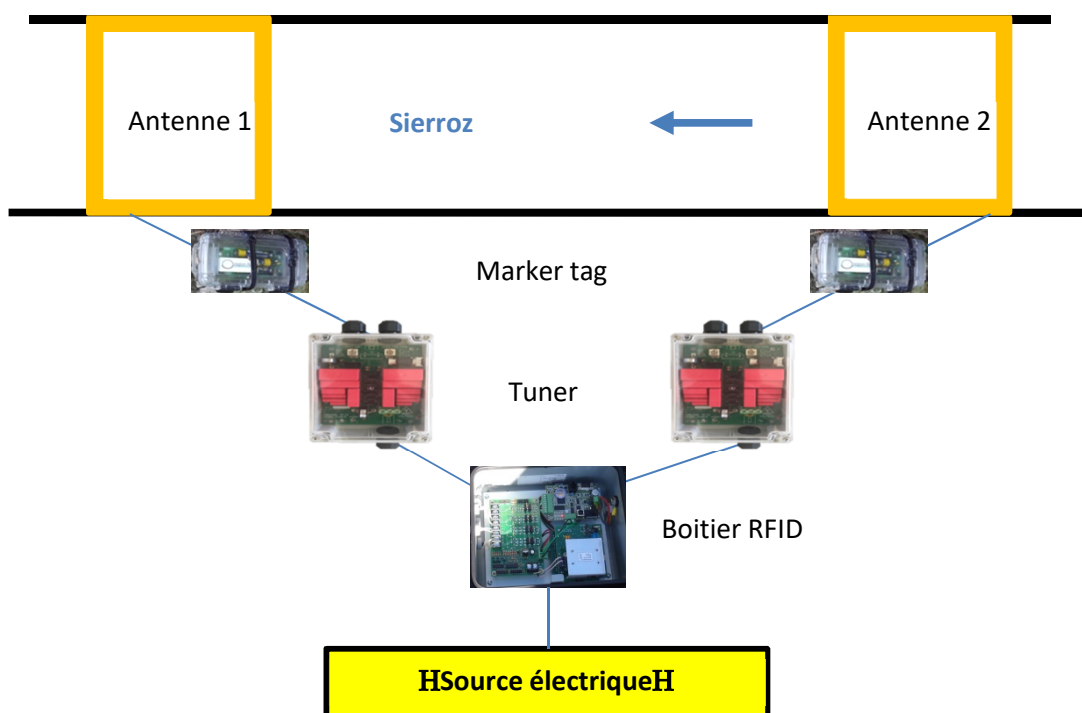 Antenne 1
Sierroz
Antenne 2
Marker tag
Tuner
Boitier RFID
HSource électriqueH